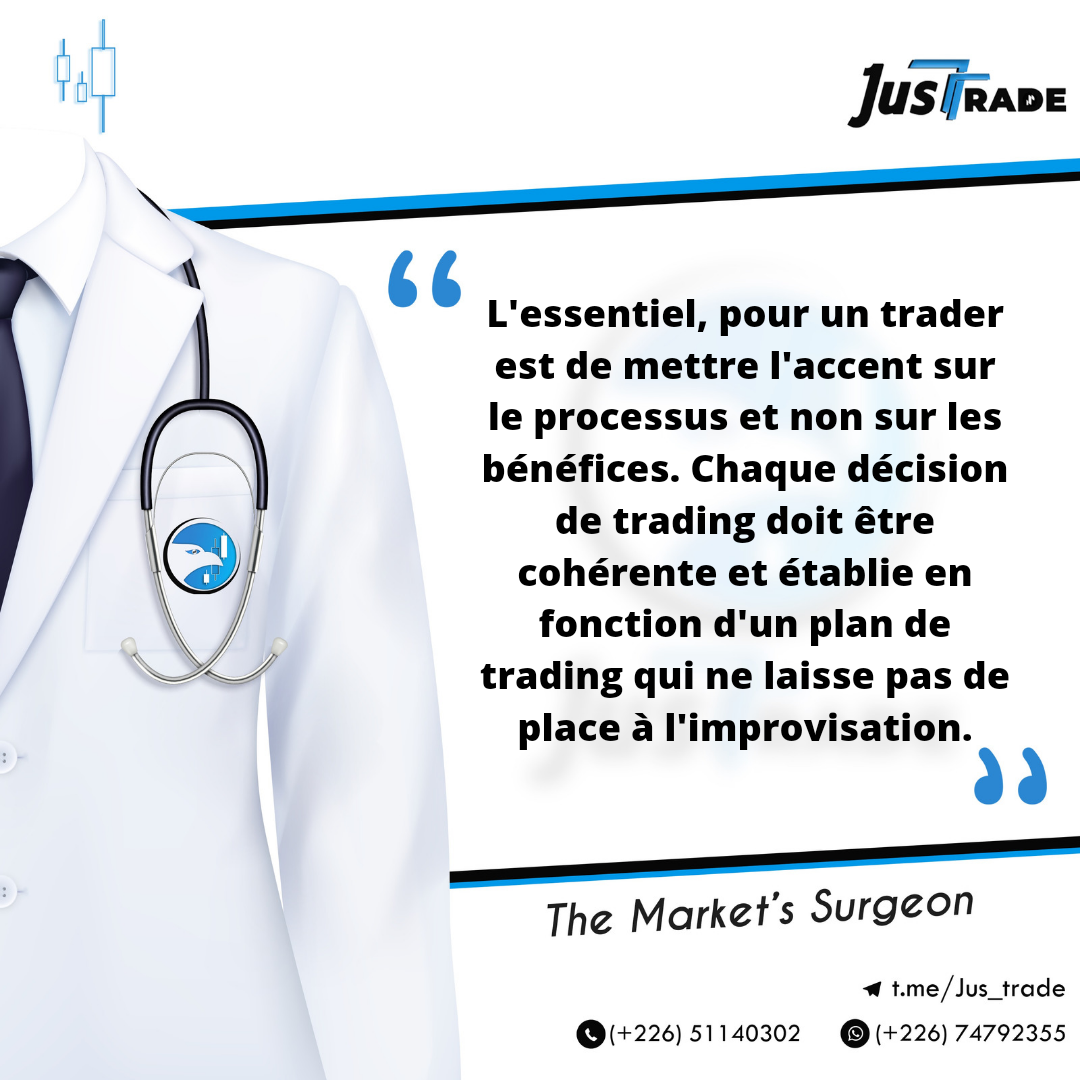 JusTrade
“
L'essentiel, pour un trader
est de mettre l'accent sur
le processus et non sur les
bénéfices. Chaque décision
de trading doit être
cohérente et établie en
fonction d'un plan de
trading qui ne laisse pas de
place à l'improvisation.
”
The Market's Surgeon
t.me/Jus_trade
(+226) 51140302 (+226) 74792355